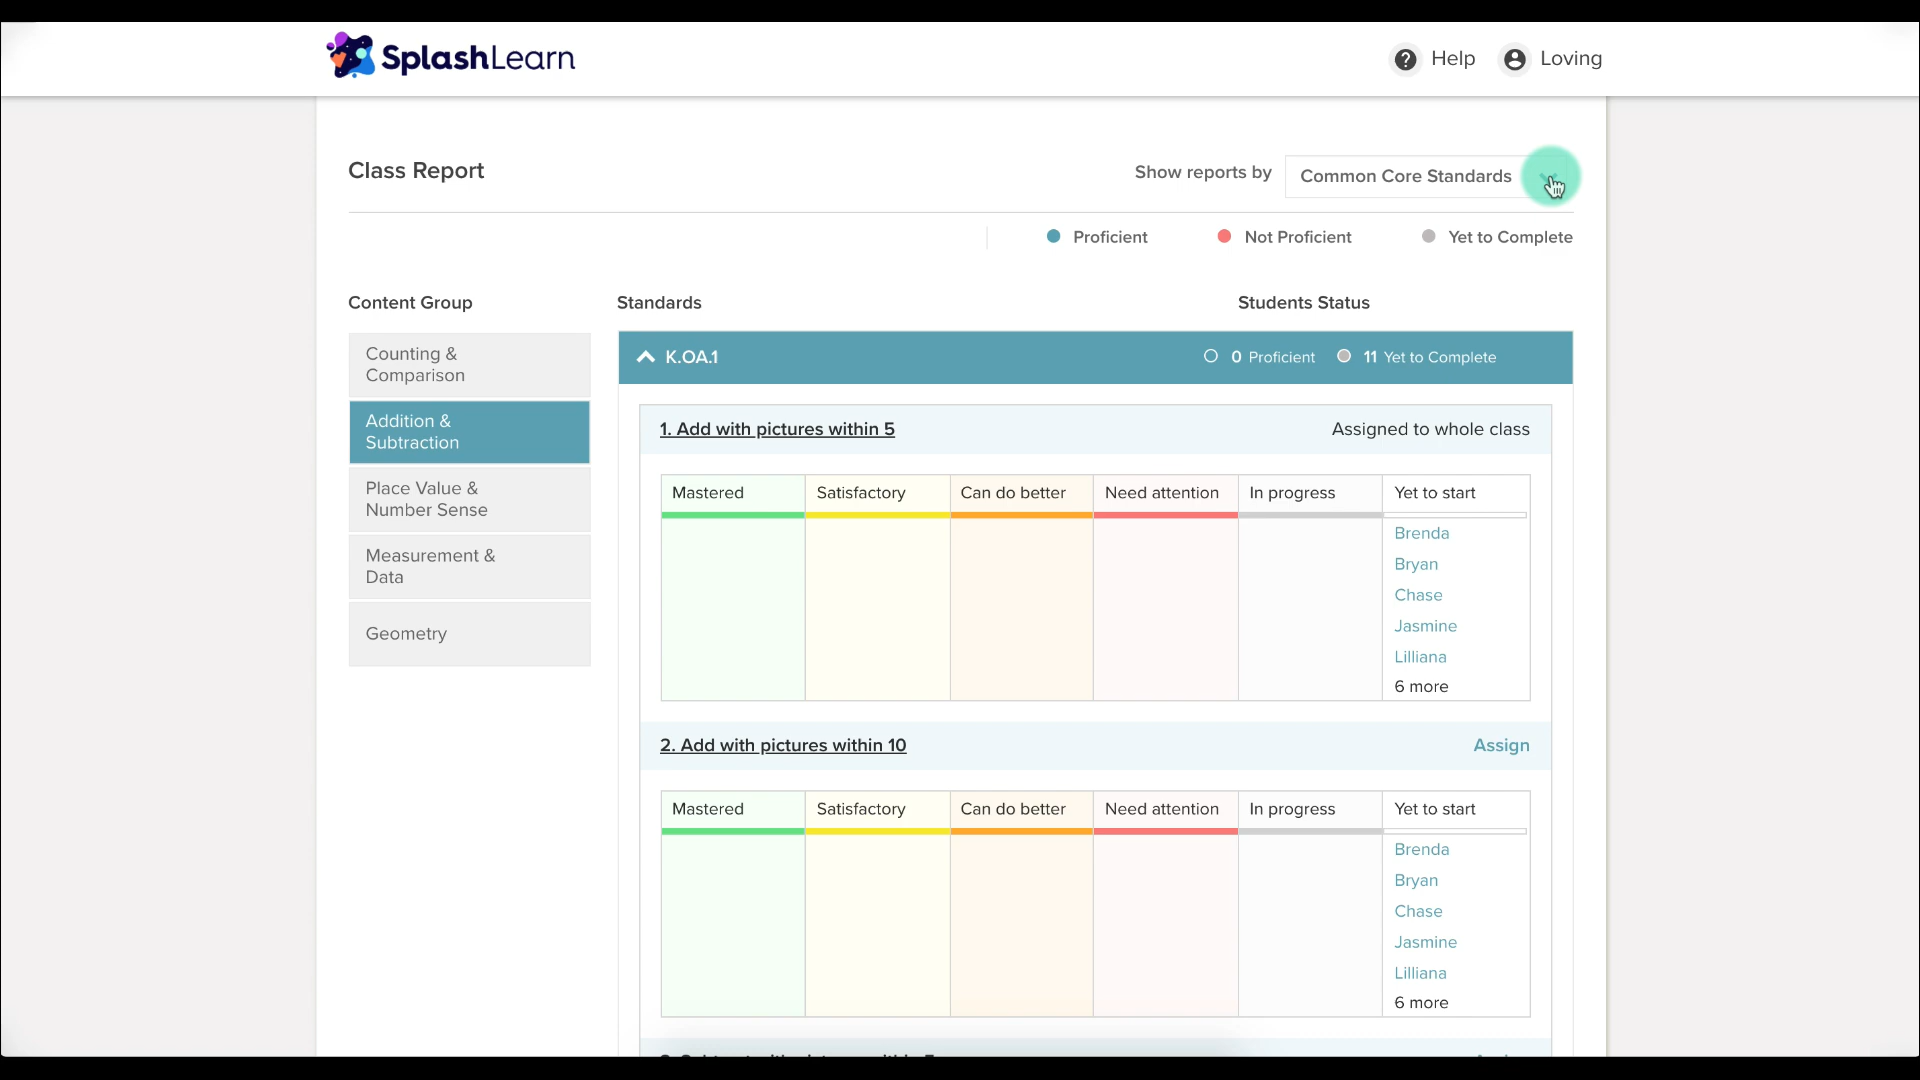 SplashLearn
Help
Loving
Class Report
Show reports by
Common Core Standards
Proficient
Not Proficient
Yet to Complete
Content Group
Standards
Students Status
Counting &
Comparison
Addition &
Subtraction
Place Value &
Number Sense
Measurement &
Data
Geometry
K.OA.1
0 Proficient
11 Yet to Complete
1. Add with pictures within 5
Assigned to whole class
Mastered
Satisfactory
Can do better
Need attention
In progress
Yet to start
Brenda
Bryan
Chase
Jasmine
Lilliana
6 more
2. Add with pictures within 10
Assign
Mastered
Satisfactory
Can do better
Need attention
In progress
Yet to start
Brenda
Bryan
Chase
Jasmine
Lilliana
6 more